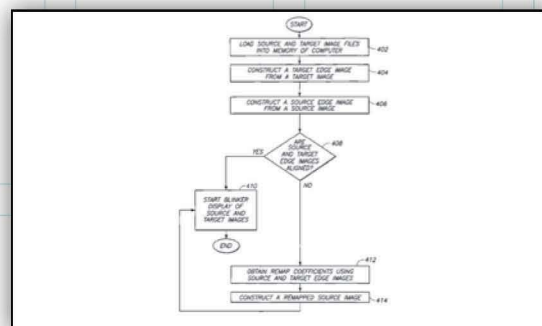 START
LOAD SOURCE AND TARGET IMAGE FILES
INTO MEMORY OF COMPUTER
402
CONSTRUCT A TARGET EDGE IMAGE
FROM A TARGET IMAGE
404
CONSTRUCT A SOURCE EDGE IMAGE
FROM A SOURCE IMAGE
406
ARE
SOURCE
AND TARGET
EDGE IMAGES
ALIGNED?
408
YES
NO
410
START BLINKER
DISPLAY OF
SOURCE AND
TARGET IMAGES
END
412
OBTAIN REMAP COEFFICIENTS USING
SOURCE AND TARGET EDGE IMAGES
CONSTRUCT A REMAPPED SOURCE IMAGE
414